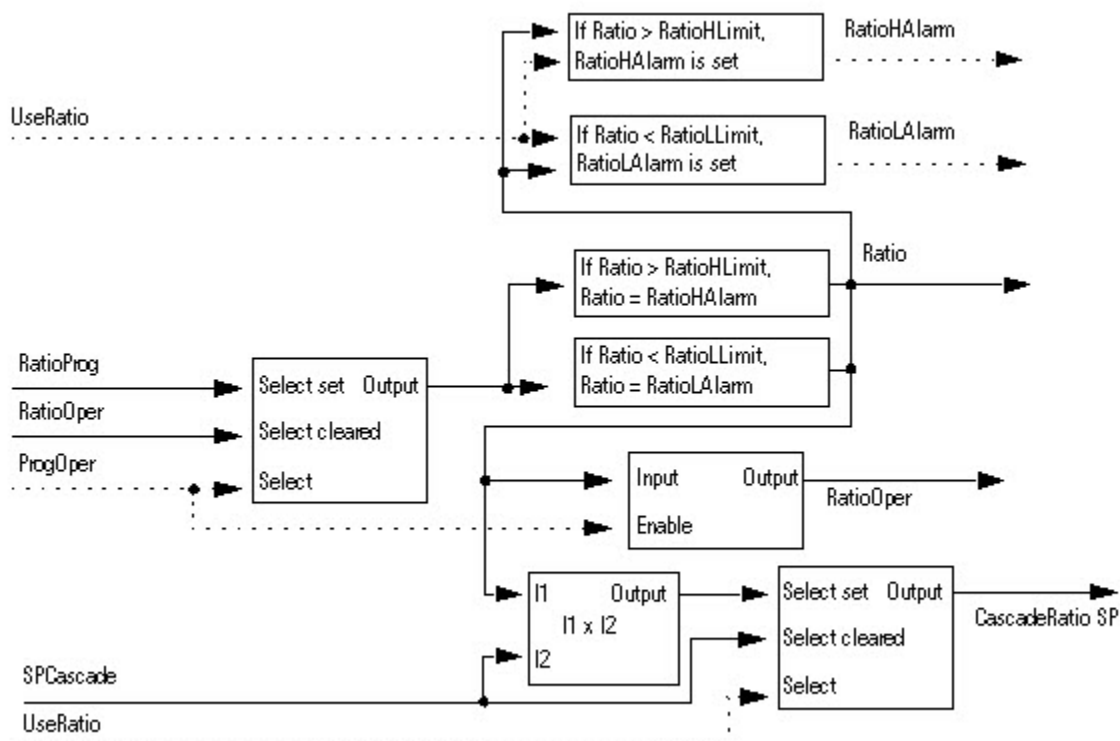 If Ratio > RatioHLimit,
RatioHAlarm is set
RatioHAlarm
UseRatio
If Ratio < RatioLLimit,
RatioLAlarm is set
RatioLAlarm
If Ratio > RatioHLimit,
Ratio = RatioHAlarm
Ratio
If Ratio < RatioLLimit,
Ratio = RatioLAlarm
RatioProg
RatioOper
ProgOper
Select set Output
Select cleared
Select
Input Output
Enable
RatioOper
I1 Output
I1 x I2
I2
Select set Output
Select cleared
Select
CascadeRatio SP
SPCascade
UseRatio